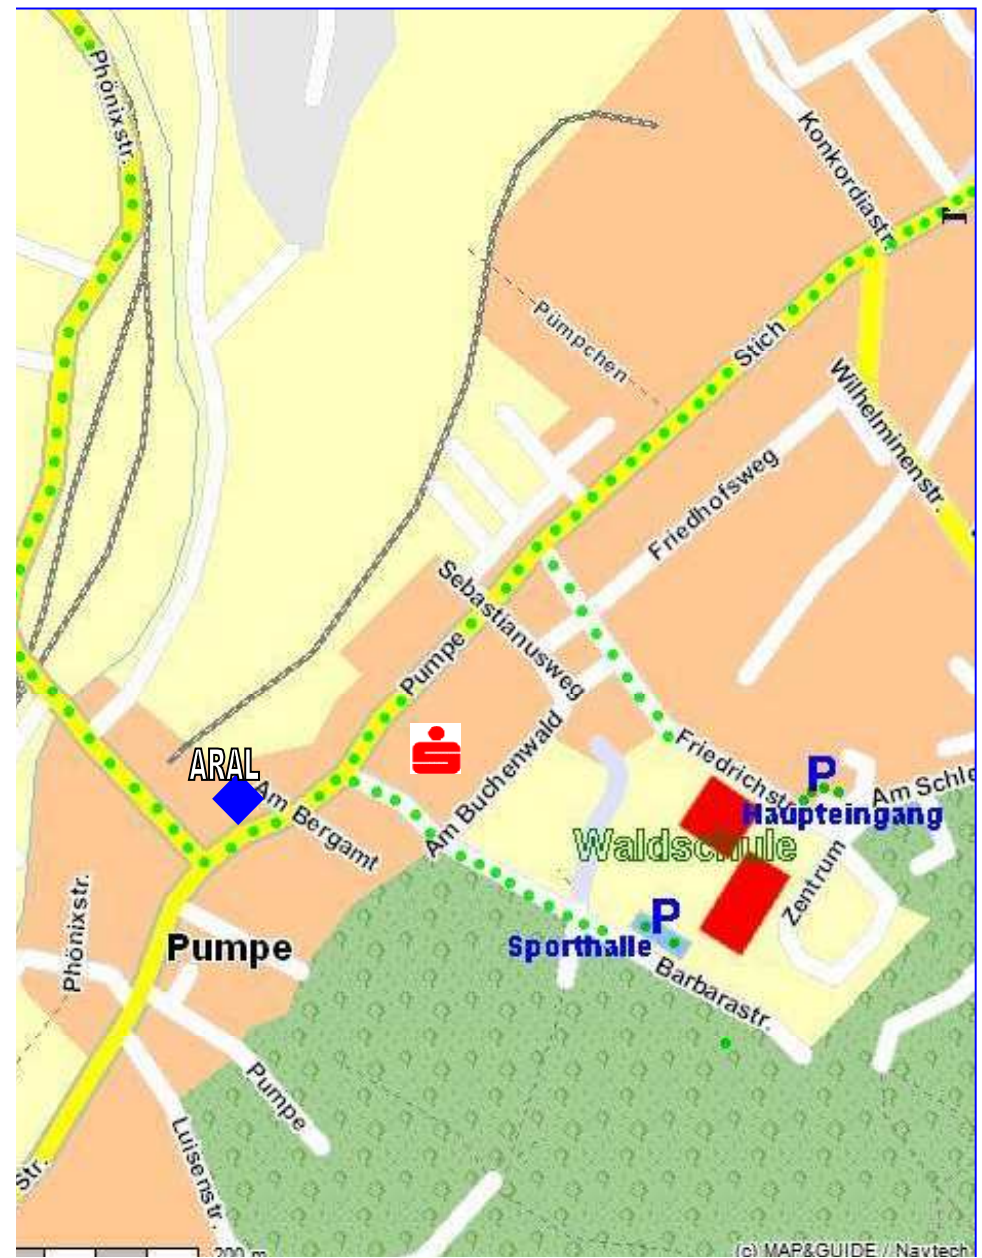 Phönixstr.
Konkordiastr.
Pümpchen
Stich
Wilhelminenstr.
Friedhofsweg
Sebastianusweg
Pumpe
ARAL
Am Bergamt
Am Buchenwald
Friedrichstr.
P
Am Schle
Haupteingang
Waldschule
Zentrum
Phönixstr.
Pumpe
P
Sporthalle
Barbarastr.
Pumpe
Luisenstr.
str.
200 m
(c) MAP&GUIDE / Navtech